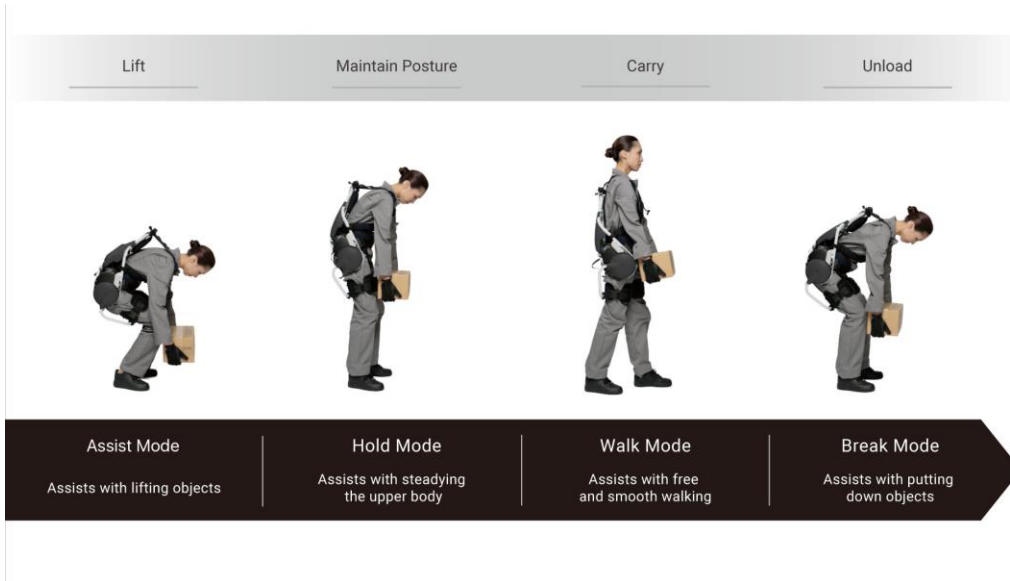 Lift
Maintain Posture
Carry
Unload
Assist Mode
Assists with lifting objects
Hold Mode
Assists with steadying
the upper body
Walk Mode
Assists with free
and smooth walking
Break Mode
Assists with putting
down objects